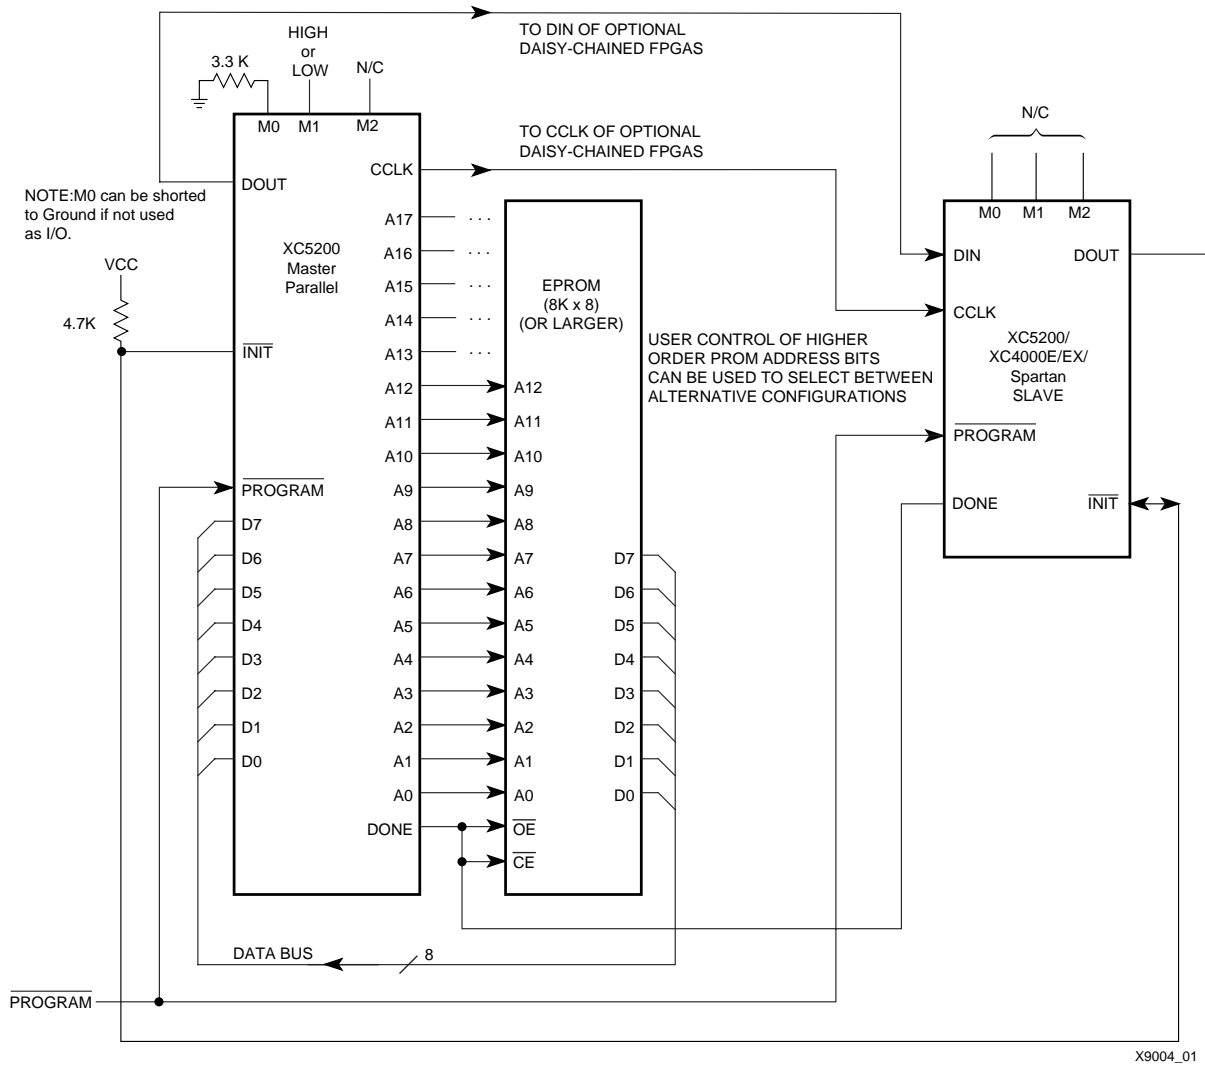 TO DIN OF OPTIONAL
DAISY-CHAINED FPGAS
HIGH
or
LOW
3.3 K
N/C
M0 M1 M2
TO CCLK OF OPTIONAL
DAISY-CHAINED FPGAS
N/C
CCLK
DOUT
NOTE:M0 can be shorted
to Ground if not used
as I/O.
M0 M1 M2
A17 ...
XC5200
Master
Parallel
A16 ...
A15 ...
A14 ...
A13 ...
EPROM
(8K x 8)
(OR LARGER)
DIN
DOUT
CCLK
VCC
4.7K
INIT
USER CONTROL OF HIGHER
ORDER PROM ADDRESS BITS
CAN BE USED TO SELECT BETWEEN
ALTERNATIVE CONFIGURATIONS
XC5200/
XC4000E/EX/
Spartan
SLAVE
A12 A12
A11 A11
PROGRAM
A10 A10
PROGRAM A9 A9
DONE INIT
D7 A8 A8
D6 A7 A7 D7
D5 A6 A6 D6
D4 A5 A5 D5
D3 A4 A4 D4
D2 A3 A3 D3
D1 A2 A2 D2
D0 A1 A1 D1
A0 A0 D0
DONE OE
CE
DATA BUS 8
PROGRAM
X9004_01